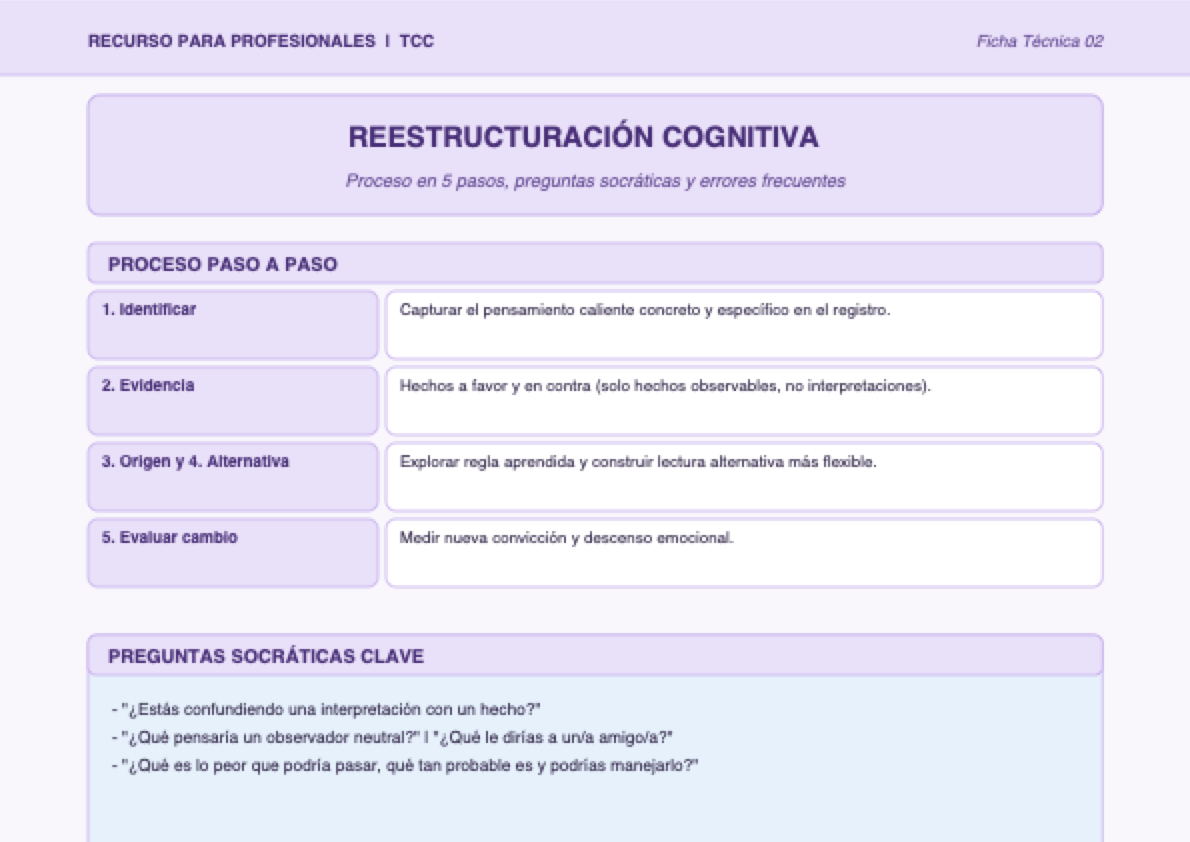 RECURSO PARA PROFESIONALES | TCC
Ficha Técnica 02
REESTRUCTURACIÓN COGNITIVA
Proceso en 5 pasos, preguntas socráticas y errores frecuentes
PROCESO PASO A PASO
1. Identificar
Capturar el pensamiento caliente concreto y específico en el registro.
2. Evidencia
Hechos a favor y en contra (solo hechos observables, no interpretaciones).
3. Origen y 4. Alternativa
Explorar regla aprendida y construir lectura alternativa más flexible.
5. Evaluar cambio
Medir nueva convicción y descenso emocional.
PREGUNTAS SOCRÁTICAS CLAVE
- "¿Estás confundiendo una interpretación con un hecho?"
- "¿Qué pensaría un observador neutral?" | "¿Qué le dirías a un/a amigo/a?"
- "¿Qué es lo peor que podría pasar, qué tan probable es y podrías manejarlo?"